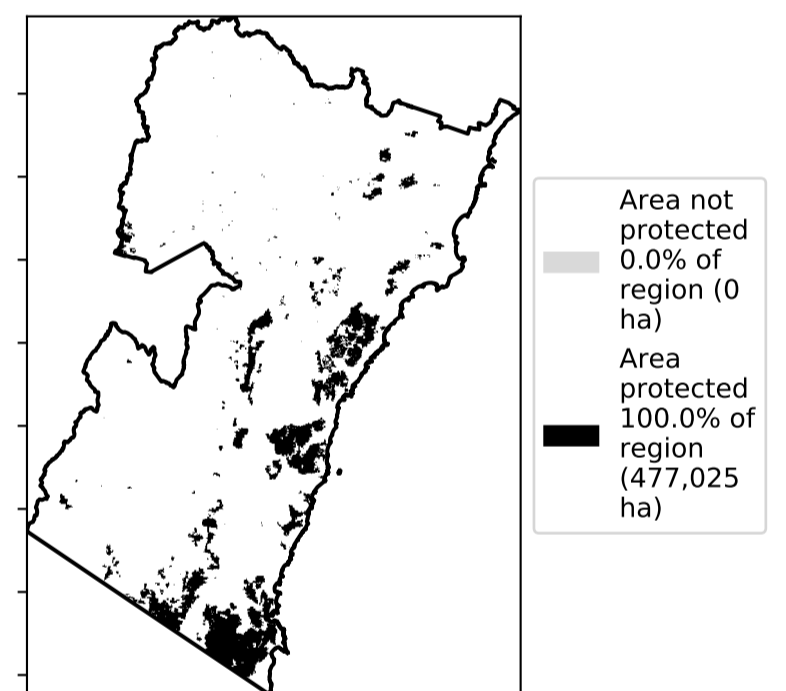 Area not
protected
0.0% of
region (0
ha)
Area
protected
100.0% of
region
(477,025
ha)